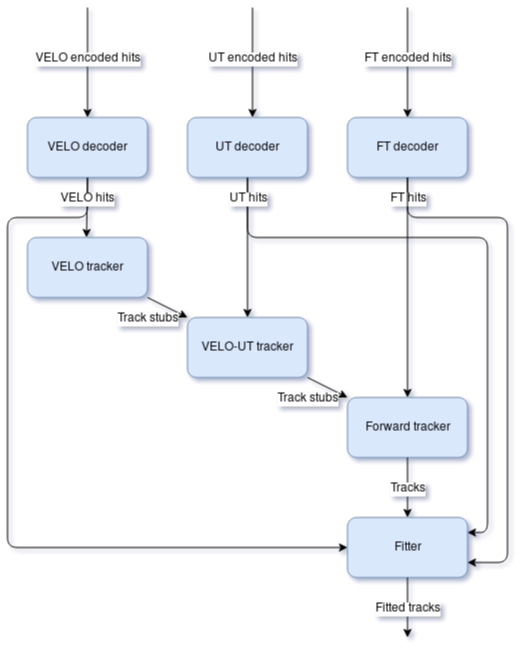 VELO encoded hits
UT encoded hits
FT encoded hits
VELO decoder
UT decoder
FT decoder
VELO hits
UT hits
FT hits
VELO tracker
Track stubs
VELO-UT tracker
Track stubs
Forward tracker
Tracks
Fitter
Fitted tracks